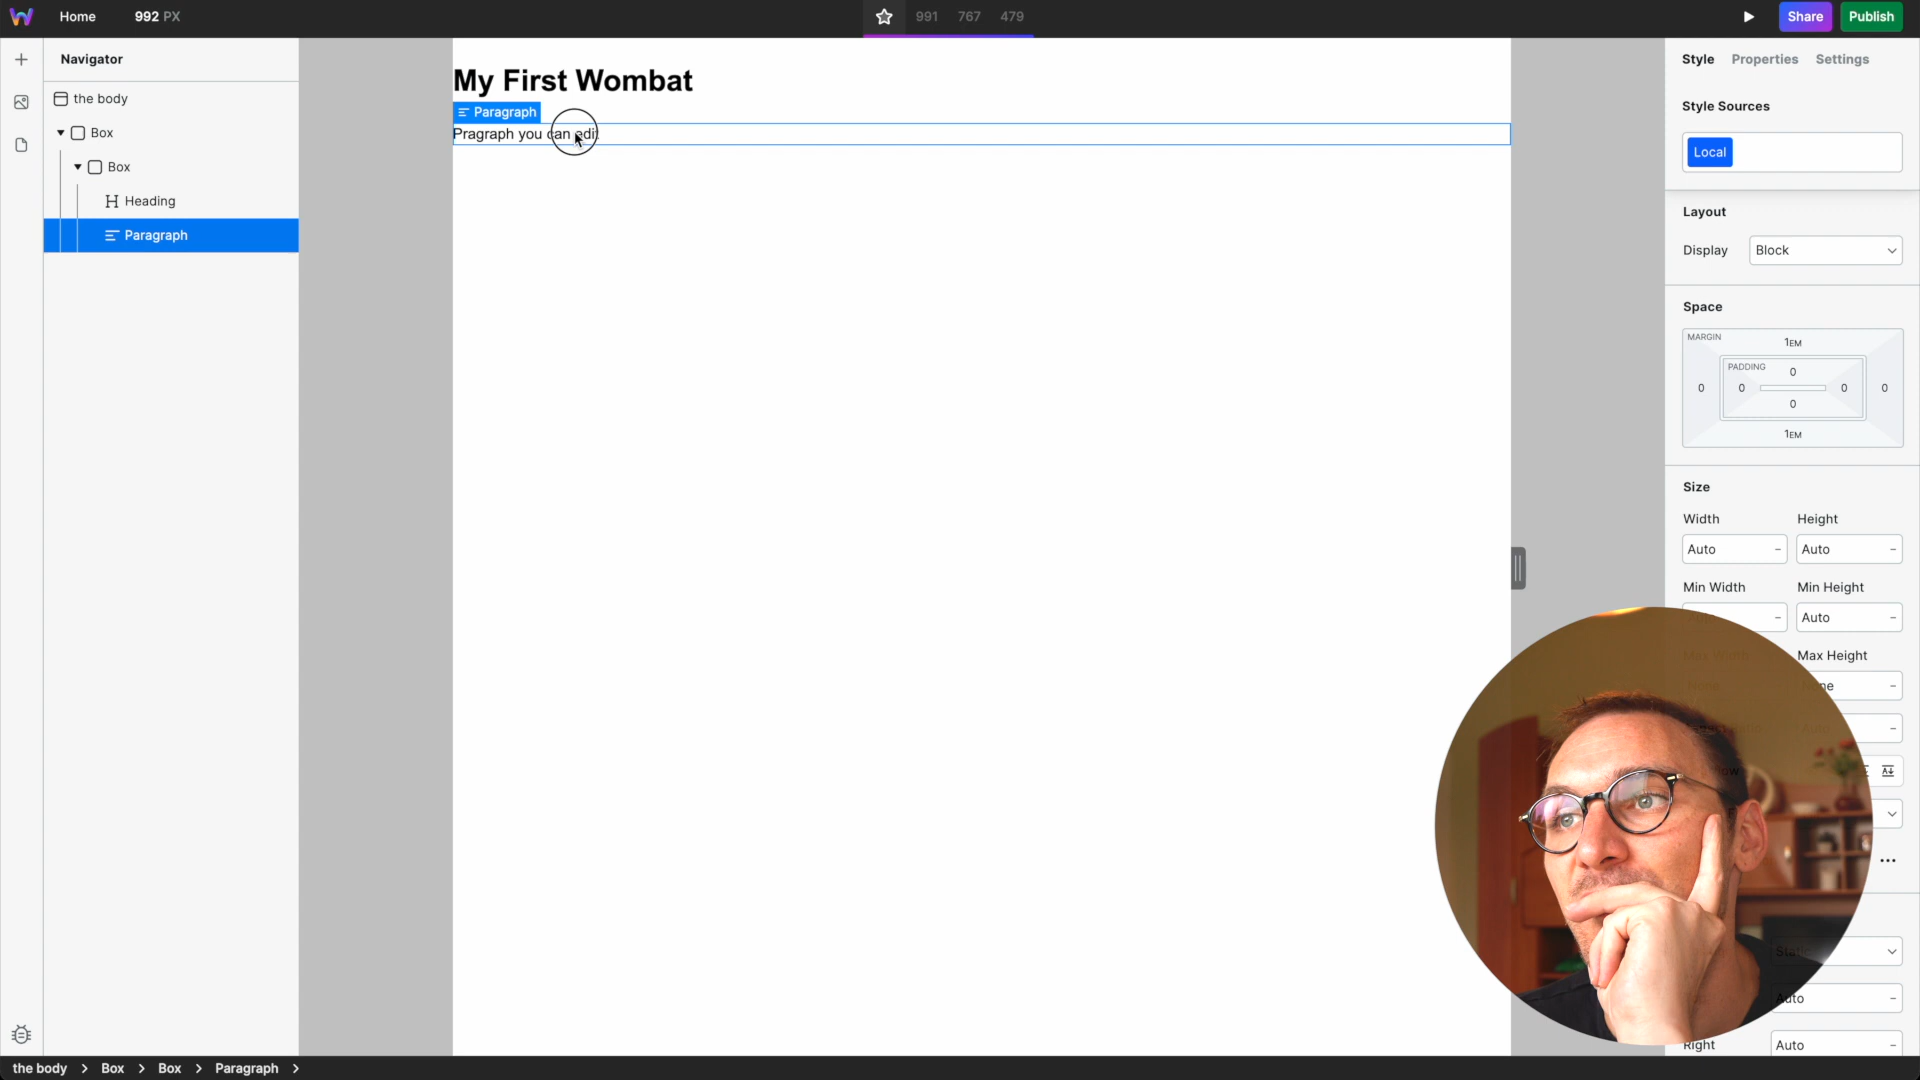 Home 992 PX 991 767 479 Share Publish
Navigator
the body
Box
Box
Heading
Paragraph
My First Wombat
Paragraph
Pragraph you can edit
Style Properties Settings
Style Sources
Local
Layout
Display Block
Space
MARGIN 1EM
PADDING 0
0 0 0 0
0
1EM
Size
Width Height
Auto – Auto –
Min Width Min Height
– Auto –
Max Height
–
–
Auto –
Right Auto –
the body > Box > Box > Paragraph >